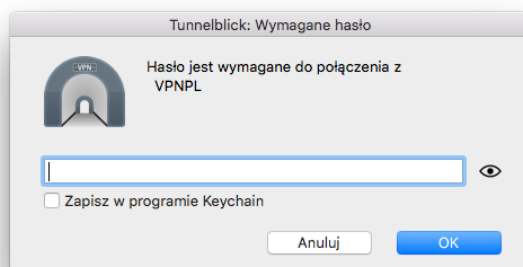 Tunnelblick: Wymagane hasło
VPN
Hasło jest wymagane do połączenia z
VPNPL
Zapisz w programie Keychain
Anuluj
OK